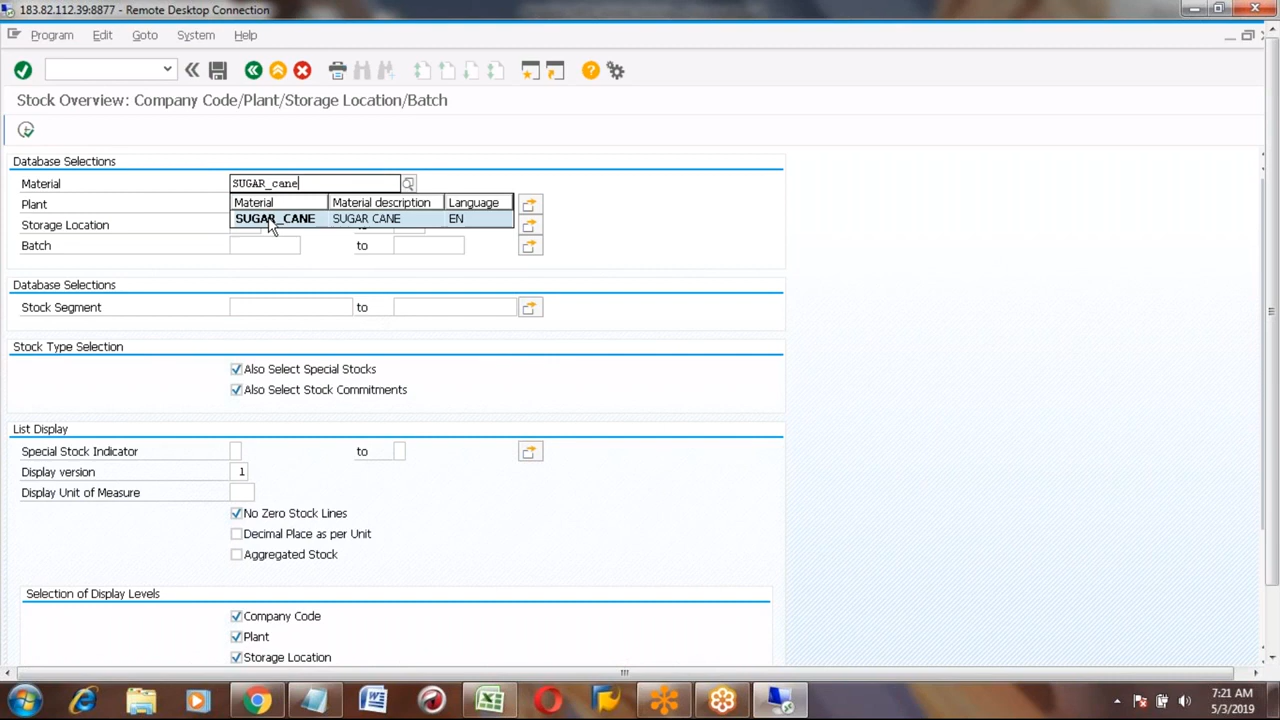 183.82.112.39:8877 - Remote Desktop Connection
Program Edit Goto System Help
Stock Overview: Company Code/Plant/Storage Location/Batch
Database Selections
Material SUGAR_cane
Material Material description Language
Plant
SUGAR_CANE SUGAR CANE EN
Storage Location
Batch to
Database Selections
Stock Segment to
Stock Type Selection
Also Select Special Stocks
Also Select Stock Commitments
List Display
Special Stock Indicator to
Display version 1
Display Unit of Measure
No Zero Stock Lines
Decimal Place as per Unit
Aggregated Stock
Selection of Display Levels
Company Code
Plant
Storage Location
7:21 AM
5/3/2019